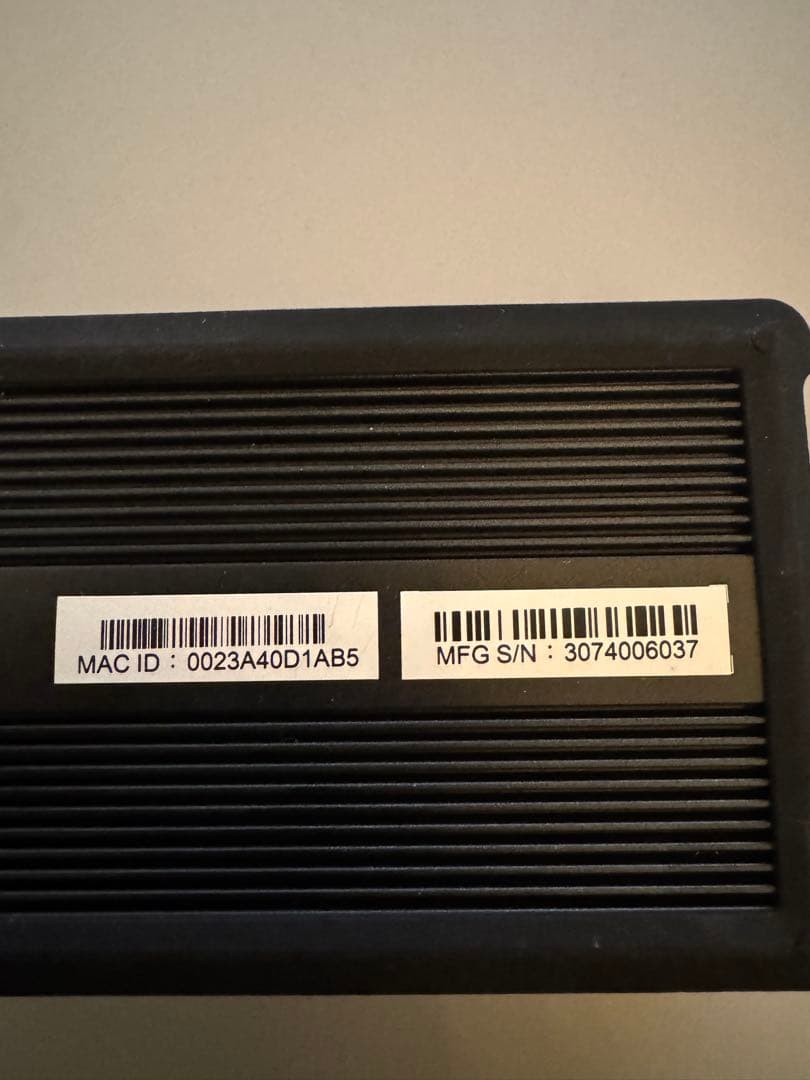 MAC ID : 0023A40D1AB5
MFG S/N : 3074006037